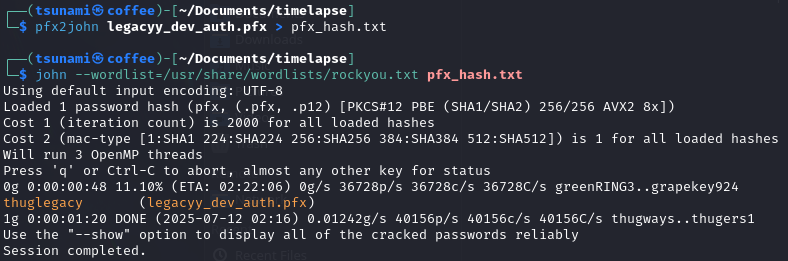 ┌──(tsunami㉿coffee)-[~/Documents/timelapse]
└─$ pfx2john legacyy_dev_auth.pfx > pfx_hash.txt
┌──(tsunami㉿coffee)-[~/Documents/timelapse]
└─$ john --wordlist=/usr/share/wordlists/rockyou.txt pfx_hash.txt
Using default input encoding: UTF-8
Loaded 1 password hash (pfx, (.pfx, .p12) [PKCS#12 PBE (SHA1/SHA2) 256/256 AVX2 8x])
Cost 1 (iteration count) is 2000 for all loaded hashes
Cost 2 (mac-type [1:SHA1 224:SHA224 256:SHA256 384:SHA384 512:SHA512]) is 1 for all loaded hashes
Will run 3 OpenMP threads
Press 'q' or Ctrl-C to abort, almost any other key for status
0g 0:00:00:48 11.10% (ETA: 02:22:06) 0g/s 36728p/s 36728c/s 36728C/s greenRING3..grapekey924
thuglegacy       (legacyy_dev_auth.pfx)
1g 0:00:01:20 DONE (2025-07-12 02:16) 0.01242g/s 40156p/s 40156c/s 40156C/s thugways..thugers1
Use the "--show" option to display all of the cracked passwords reliably
Session completed.
Downloads
Recent Files